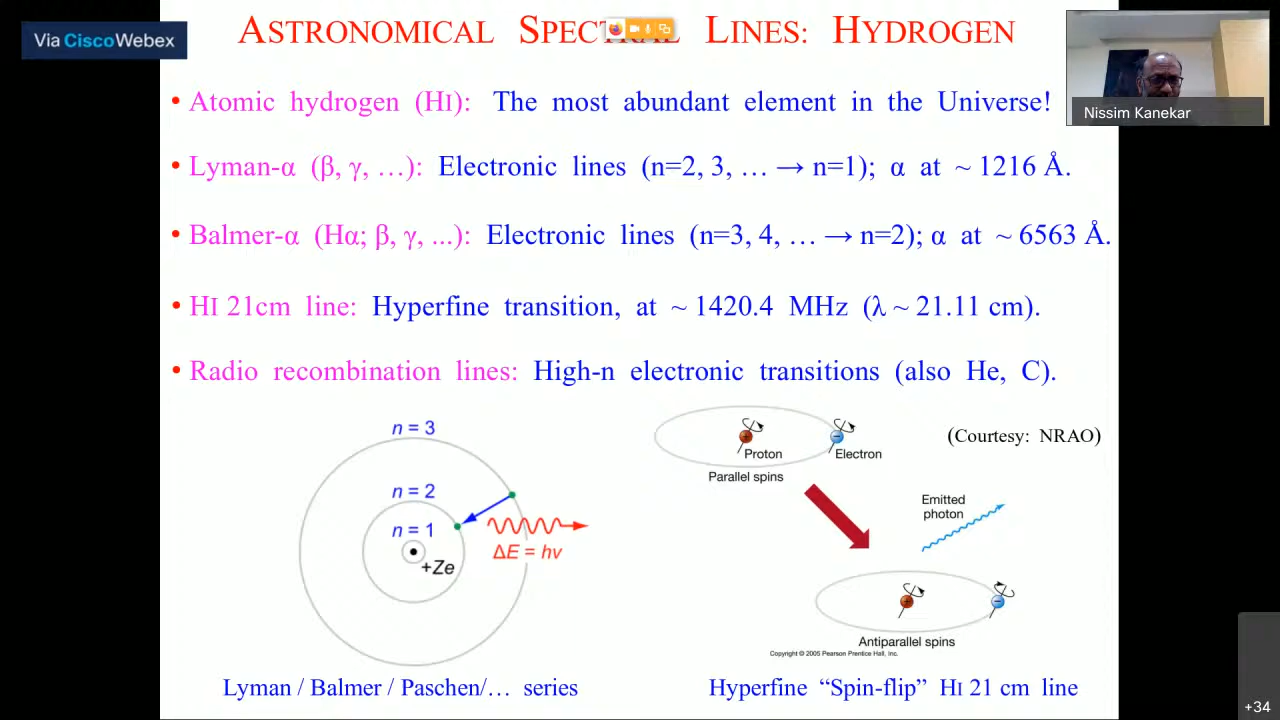 Via Cisco Webex
ASTRONOMICAL SPECTRAL LINES: HYDROGEN
Nissim Kanekar
• Atomic hydrogen (HI): The most abundant element in the Universe!
• Lyman-α (β, γ, …): Electronic lines (n=2, 3, … → n=1); α at ~ 1216 Å.
• Balmer-α (Hα; β, γ, ...): Electronic lines (n=3, 4, … → n=2); α at ~ 6563 Å.
• HI 21cm line: Hyperfine transition, at ~ 1420.4 MHz (λ ~ 21.11 cm).
• Radio recombination lines: High-n electronic transitions (also He, C).
n = 3
n = 2
n = 1
+Ze
ΔE = hν
+
−
Proton
Electron
Parallel spins
(Courtesy: NRAO)
Emitted
photon
+
−
Antiparallel spins
Copyright © 2005 Pearson Prentice Hall, Inc.
Lyman / Balmer / Paschen/… series
Hyperfine “Spin-flip” HI 21 cm line
+34